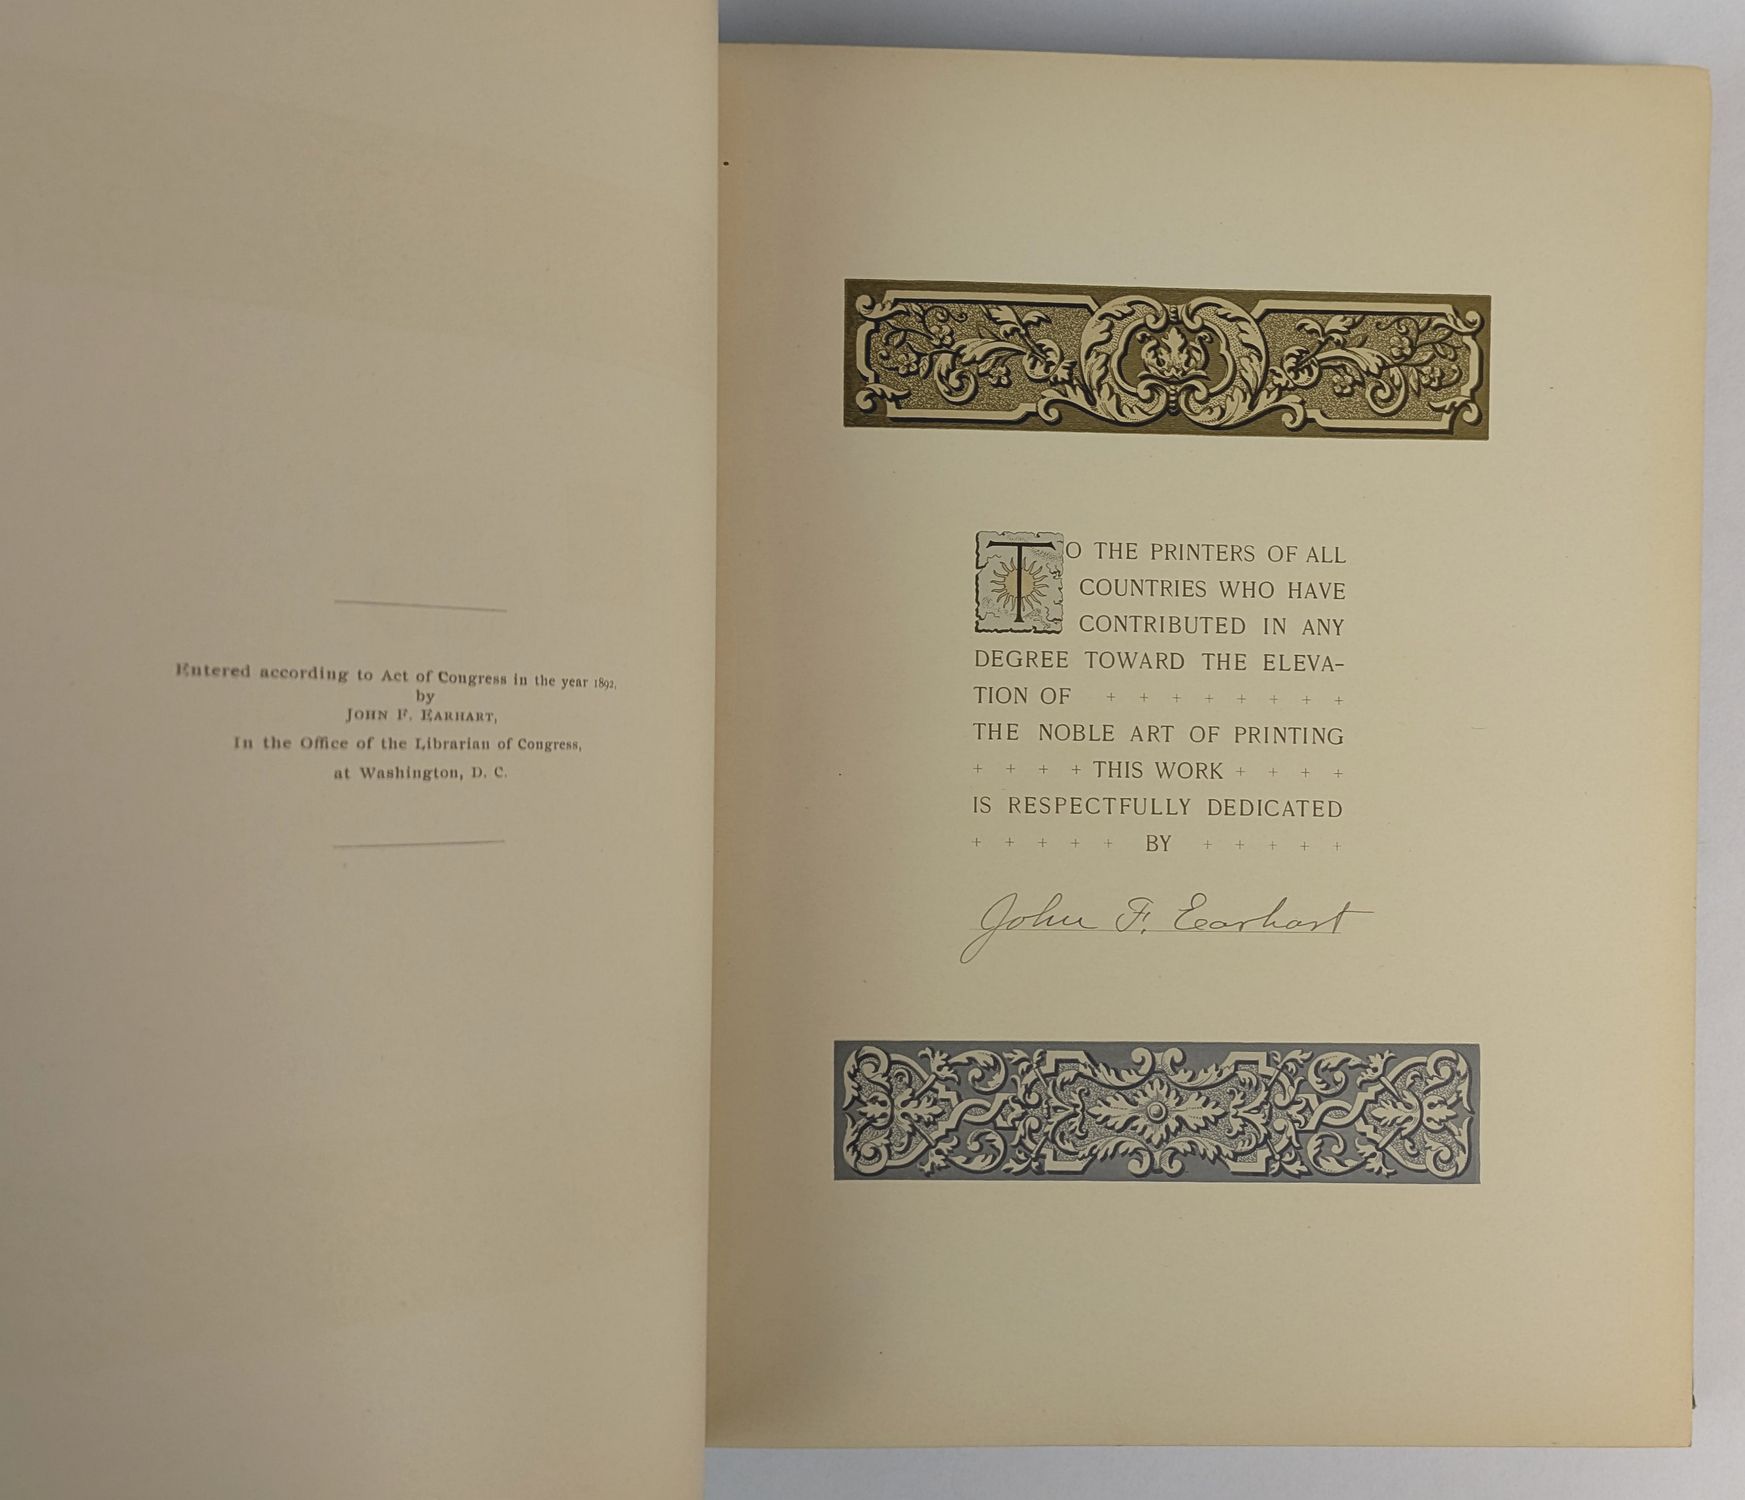 Entered according to Act of Congress in the year 1892,
by
JOHN F. EARHART,
In the Office of the Librarian of Congress,
at Washington, D. C.
TO THE PRINTERS OF ALL
COUNTRIES WHO HAVE
CONTRIBUTED IN ANY
DEGREE TOWARD THE ELEVA-
TION OF + + + + + + + +
THE NOBLE ART OF PRINTING
+ + + + THIS WORK + + + +
IS RESPECTFULLY DEDICATED
+ + + + + BY + + + + +
John F. Earhart